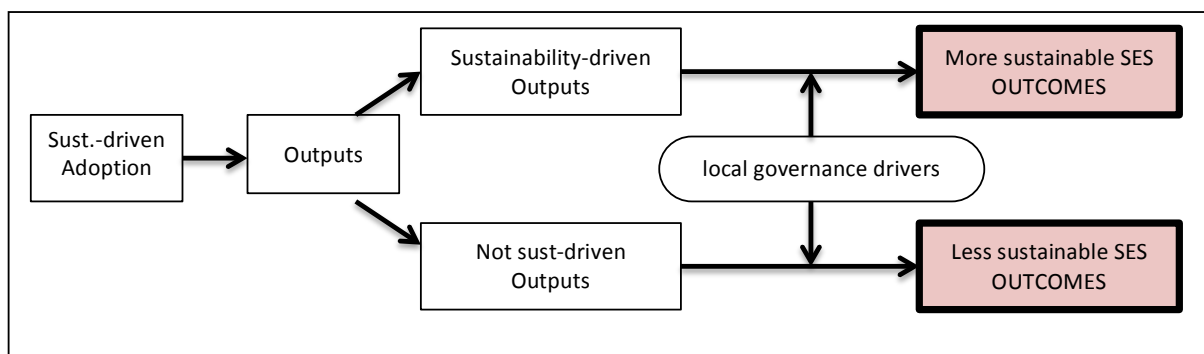 Sust.-driven
Adoption
Outputs
Sustainability-driven
Outputs
Not sust-driven
Outputs
local governance drivers
More sustainable SES
OUTCOMES
Less sustainable SES
OUTCOMES